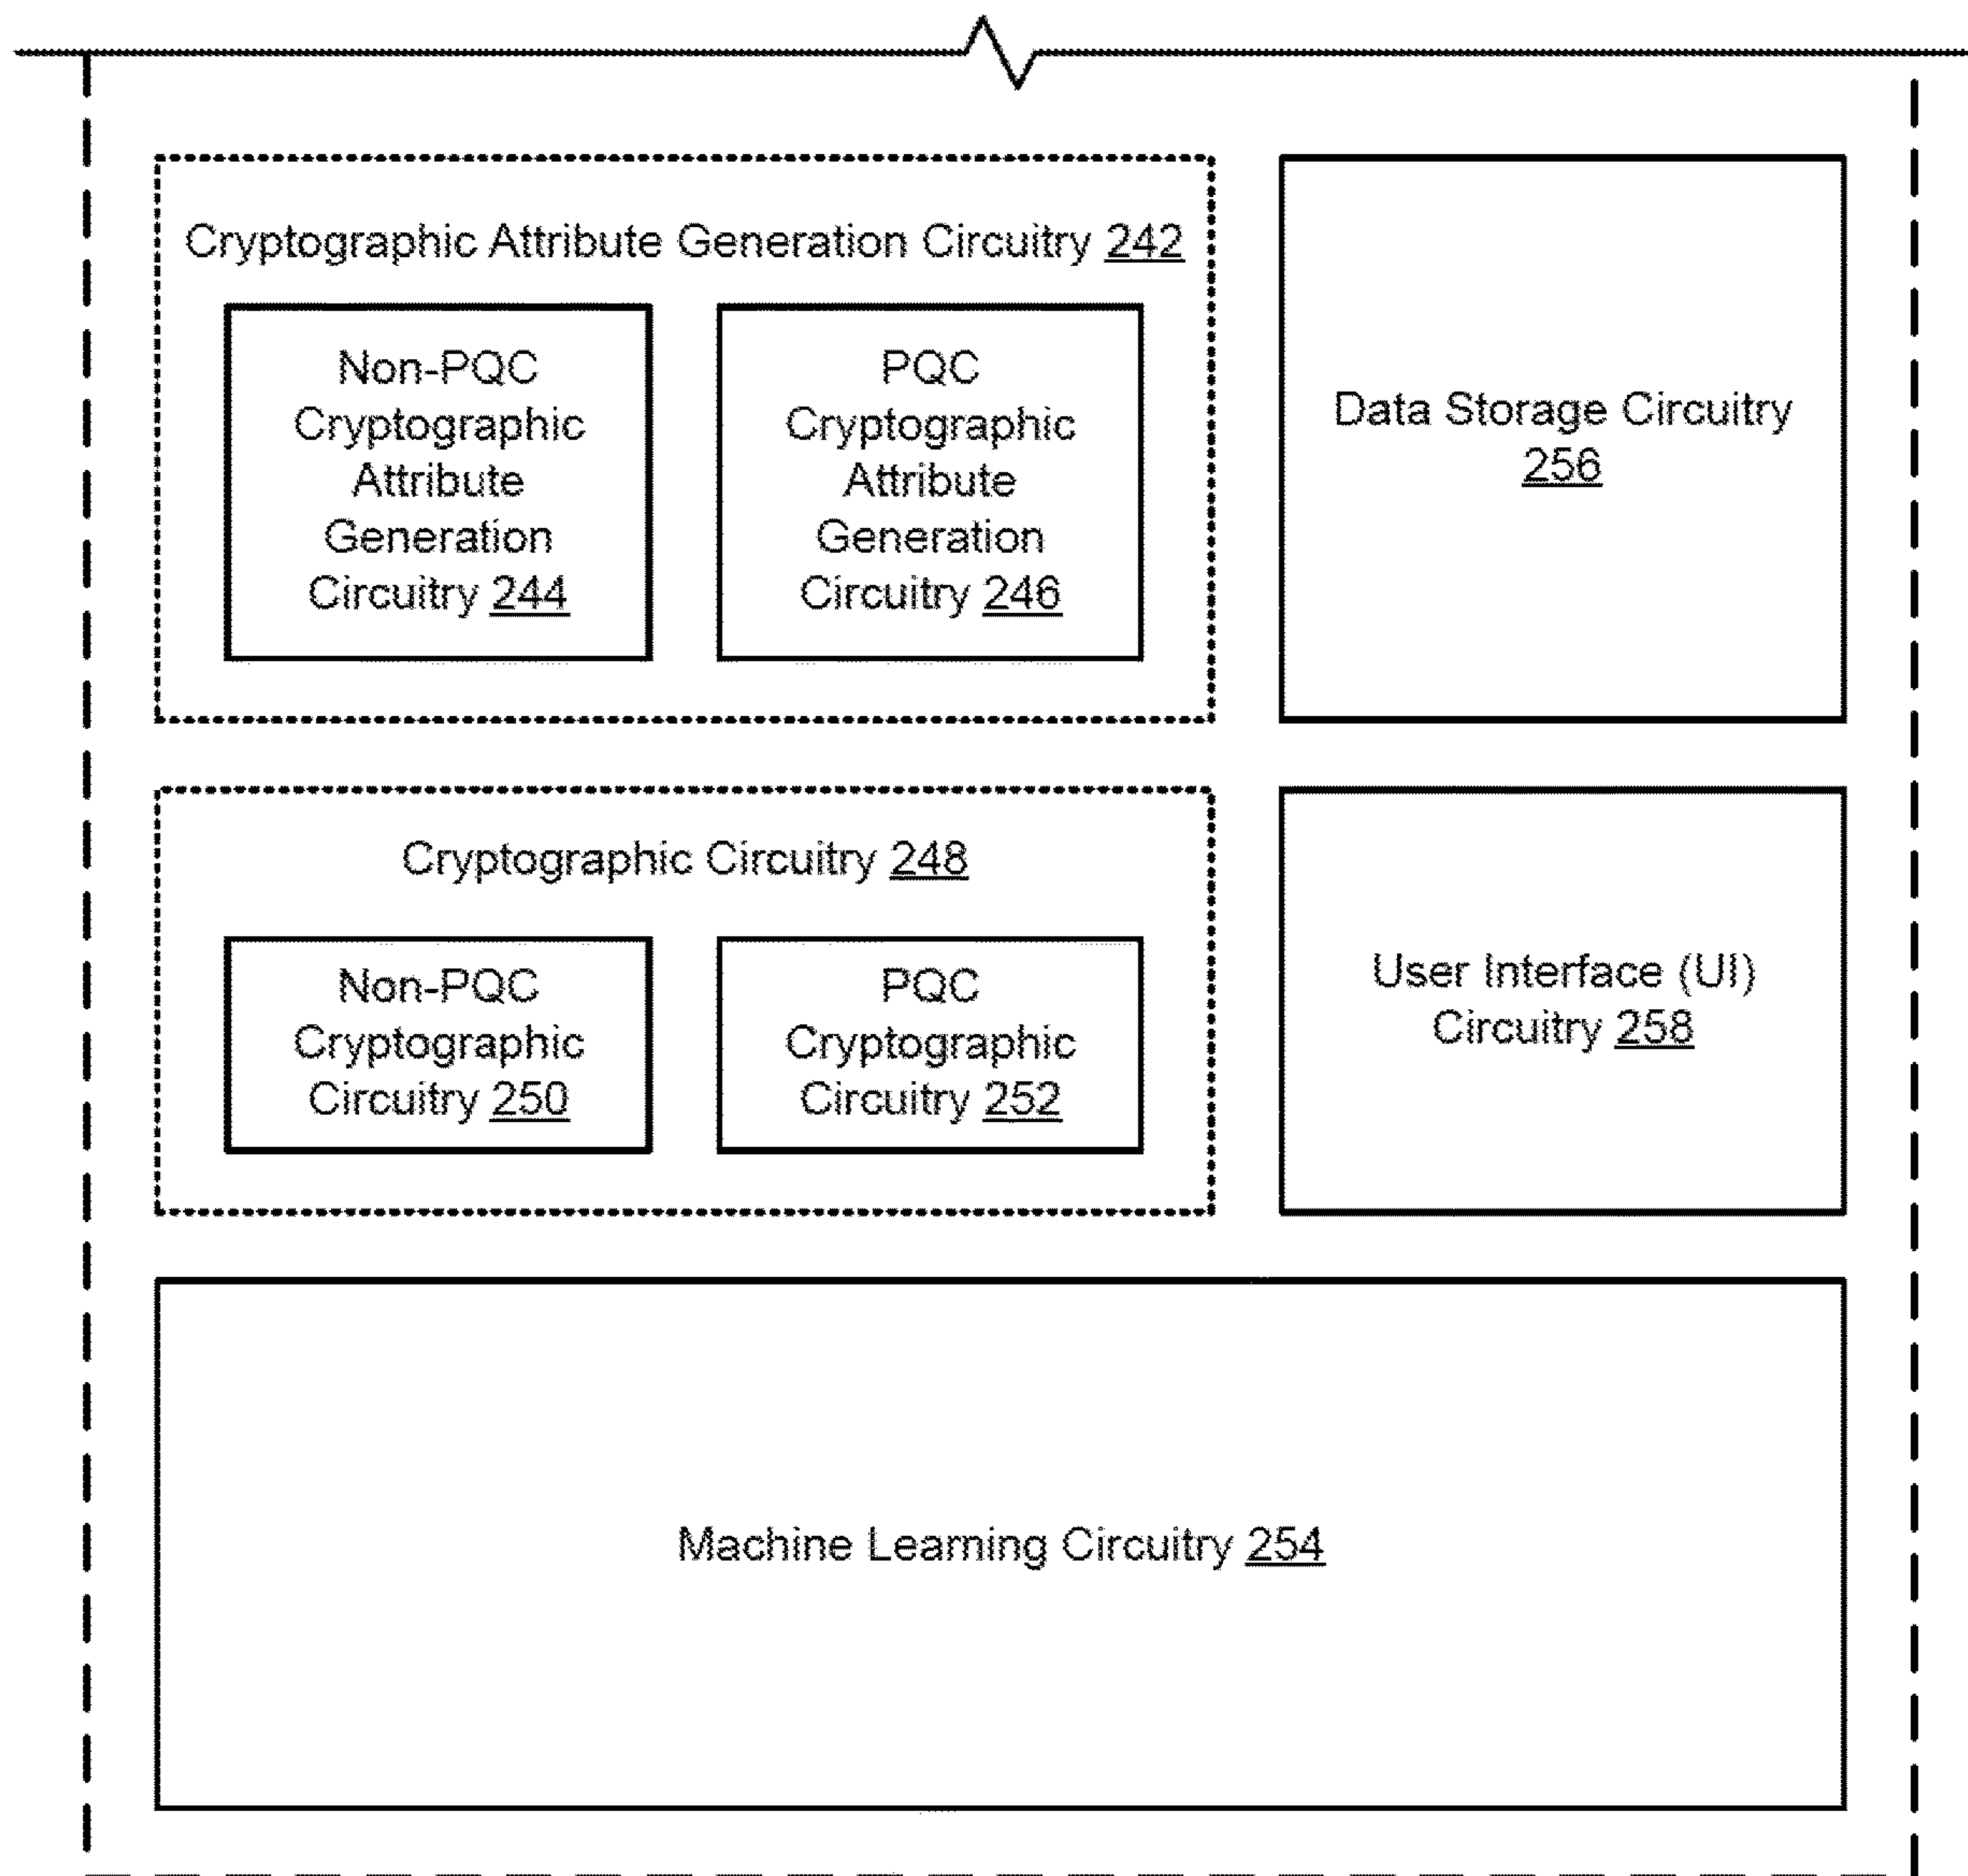 Cryptographic Attribute Generation Circuitry 242
Non-PQC
Cryptographic
Attribute
Generation
Circuitry 244
PQC
Cryptographic
Attribute
Generation
Circuitry 246
Data Storage Circuitry
256
Cryptographic Circuitry 248
Non-PQC
Cryptographic
Circuitry 250
PQC
Cryptographic
Circuitry 252
User Interface (UI)
Circuitry 258
Machine Learning Circuitry 254